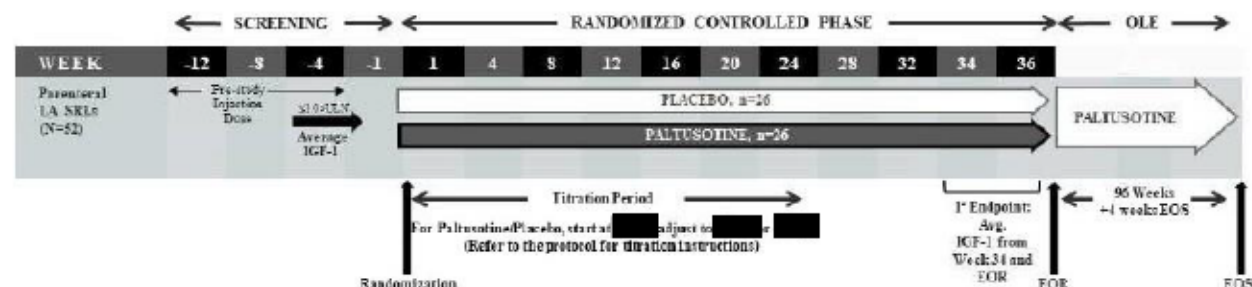 SCREENING RANDOMIZED CONTROLLED PHASE OLE
WEEK -12 -8 -4 -1 1 4 8 12 16 20 24 28 32 34 36
Parenteral
LA SRLs
(N=52)
Pre-study
Injection
Dose
≤1.0×ULN
Average
IGF-1
PLACEBO, n=26
PALTUSOTINE, n=26
PALTUSOTINE
Titration Period
For Paltusotine/Placebo, start at adjust to or
(Refer to the protocol for titration instructions)
1° Endpoint:
Avg.
IGF-1 from
Week 34 and
EOR
96 Weeks
+4 weeks EOS
Randomization
EOR
EOS